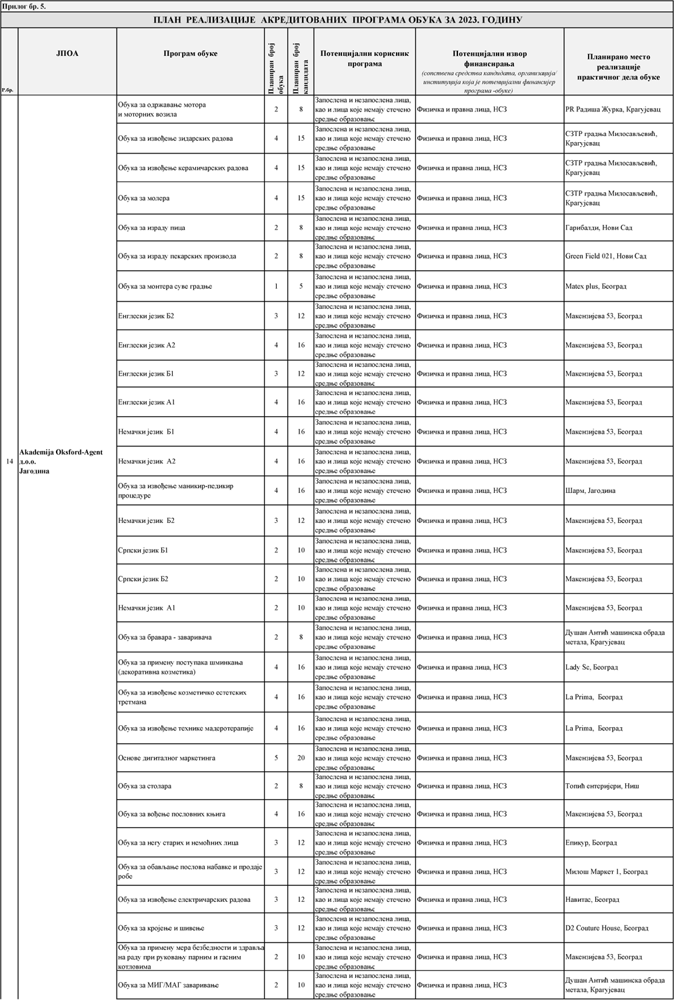 Прилог бр. 5.
ПЛАН РЕАЛИЗАЦИЈЕ АКРЕДИТОВАНИХ ПРОГРАМА ОБУКА ЗА 2023. ГОДИНУ
Р.бр.
ЈПОА
Програм обуке
Планиран број
обука
Планиран број
кандидата
Потенцијални корисник
програма
Потенцијални извор
финансирања
(сопствена средства кандидата, организација/
институција која је потенцијални финансијер
програма -обуке)
Планирано место
реализације
практичног дела обуке
14
Akademija Oksford-Agent
д.о.о.
Јагодина
Обука за одржавање мотора
и моторних возила
2
8
Запослена и незапослена лица,
као и лица које немају стечено
средње образовање
Физичка и правна лица, НСЗ
PR Радиша Журка, Крагујевац
Обука за извођење зидарских радова
4
15
Запослена и незапослена лица,
као и лица које немају стечено
средње образовање
Физичка и правна лица, НСЗ
СЗТР градња Милосављевић,
Крагујевац
Обука за извођење керамичарских радова
4
15
Запослена и незапослена лица,
као и лица које немају стечено
средње образовање
Физичка и правна лица, НСЗ
СЗТР градња Милосављевић,
Крагујевац
Обука за молера
4
15
Запослена и незапослена лица,
као и лица које немају стечено
средње образовање
Физичка и правна лица, НСЗ
СЗТР градња Милосављевић,
Крагујевац
Обука за израду пица
2
8
Запослена и незапослена лица,
као и лица које немају стечено
средње образовање
Физичка и правна лица, НСЗ
Гарибалди, Нови Сад
Обука за израду пекарских производа
2
8
Запослена и незапослена лица,
као и лица које немају стечено
средње образовање
Физичка и правна лица, НСЗ
Green Field 021, Нови Сад
Обука за монтера суве градње
1
5
Запослена и незапослена лица,
као и лица које немају стечено
средње образовање
Физичка и правна лица, НСЗ
Matex plus, Београд
Енглески језик Б2
3
12
Запослена и незапослена лица,
као и лица које немају стечено
средње образовање
Физичка и правна лица, НСЗ
Макензијева 53, Београд
Енглески језик А2
4
16
Запослена и незапослена лица,
као и лица које немају стечено
средње образовање
Физичка и правна лица, НСЗ
Макензијева 53, Београд
Енглески језик Б1
3
12
Запослена и незапослена лица,
као и лица које немају стечено
средње образовање
Физичка и правна лица, НСЗ
Макензијева 53, Београд
Енглески језик А1
4
16
Запослена и незапослена лица,
као и лица које немају стечено
средње образовање
Физичка и правна лица, НСЗ
Макензијева 53, Београд
Немачки језик Б1
4
16
Запослена и незапослена лица,
као и лица које немају стечено
средње образовање
Физичка и правна лица, НСЗ
Макензијева 53, Београд
Немачки језик А2
4
16
Запослена и незапослена лица,
као и лица које немају стечено
средње образовање
Физичка и правна лица, НСЗ
Макензијева 53, Београд
Обука за извођење маникир-педикир
процедуре
4
16
Запослена и незапослена лица,
као и лица које немају стечено
средње образовање
Физичка и правна лица, НСЗ
Шарм, Јагодина
Немачки језик Б2
3
12
Запослена и незапослена лица,
као и лица које немају стечено
средње образовање
Физичка и правна лица, НСЗ
Макензијева 53, Београд
Српски језик Б1
2
10
Запослена и незапослена лица,
као и лица које немају стечено
средње образовање
Физичка и правна лица, НСЗ
Макензијева 53, Београд
Српски језик Б2
2
10
Запослена и незапослена лица,
као и лица које немају стечено
средње образовање
Физичка и правна лица, НСЗ
Макензијева 53, Београд
Немачки језик А1
2
10
Запослена и незапослена лица,
као и лица које немају стечено
средње образовање
Физичка и правна лица, НСЗ
Макензијева 53, Београд
Обука за бравара - заваривача
2
8
Запослена и незапослена лица,
као и лица које немају стечено
средње образовање
Физичка и правна лица, НСЗ
Душан Антић машинска обрада
метала, Крагујевац
Обука за примену поступака шминкања
(декоративна козметика)
4
16
Запослена и незапослена лица,
као и лица које немају стечено
средње образовање
Физичка и правна лица, НСЗ
Lady Sc, Београд
Обука за извођење козметичко естетских
третмана
4
16
Запослена и незапослена лица,
као и лица које немају стечено
средње образовање
Физичка и правна лица, НСЗ
La Prima, Београд
Обука за извођење технике мадеротерапије
4
16
Запослена и незапослена лица,
као и лица које немају стечено
средње образовање
Физичка и правна лица, НСЗ
La Prima, Београд
Основе дигиталног маркетинга
5
20
Запослена и незапослена лица,
као и лица које немају стечено
средње образовање
Физичка и правна лица, НСЗ
Макензијева 53, Београд
Обука за столара
2
8
Запослена и незапослена лица,
као и лица које немају стечено
средње образовање
Физичка и правна лица, НСЗ
Топић ентеријери, Ниш
Обука за вођење пословних књига
4
16
Запослена и незапослена лица,
као и лица које немају стечено
средње образовање
Физичка и правна лица, НСЗ
Макензијева 53, Београд
Обука за негу старих и немоћних лица
3
12
Запослена и незапослена лица,
као и лица које немају стечено
средње образовање
Физичка и правна лица, НСЗ
Епикур, Београд
Обука за обављање послова набавке и продаје
робе
3
12
Запослена и незапослена лица,
као и лица које немају стечено
средње образовање
Физичка и правна лица, НСЗ
Милош Маркет 1, Београд
Обука за извођење електричарских радова
3
12
Запослена и незапослена лица,
као и лица које немају стечено
средње образовање
Физичка и правна лица, НСЗ
Навитас, Београд
Обука за кројење и шивење
3
12
Запослена и незапослена лица,
као и лица које немају стечено
средње образовање
Физичка и правна лица, НСЗ
D2 Couture House, Београд
Обука за примену мера безбедности и здравља
на раду при руковању парним и гасним
котловима
2
10
Запослена и незапослена лица,
као и лица које немају стечено
средње образовање
Физичка и правна лица, НСЗ
Макензијева 53, Београд
Обука за МИГ/МАГ заваривање
2
10
Запослена и незапослена лица,
као и лица које немају стечено
средње образовање
Физичка и правна лица, НСЗ
Душан Антић машинска обрада
метала, Крагујевац